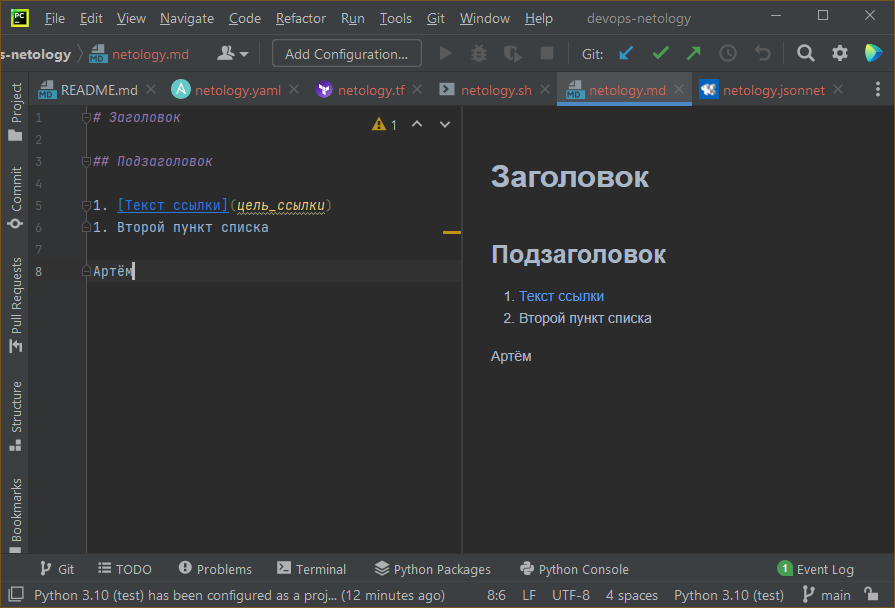 PC File Edit View Navigate Code Refactor Run Tools Git Window Help devops-netology
s-netology netology.md Add Configuration... Git:
README.md netology.yaml netology.tf netology.sh netology.md netology.jsonnet
Project
Commit
Pull Requests
Structure
Bookmarks
1 # Заголовок
1
2
3 ## Подзаголовок
4
5 1. [Текст ссылки](цель_ссылки)
6 1. Второй пункт списка
7
8 Артём
Заголовок
Подзаголовок
1. Текст ссылки
2. Второй пункт списка
Артём
Git TODO Problems Terminal Python Packages Python Console 1 Event Log
Python 3.10 (test) has been configured as a proj... (12 minutes ago) 8:6 LF UTF-8 4 spaces Python 3.10 (test) main